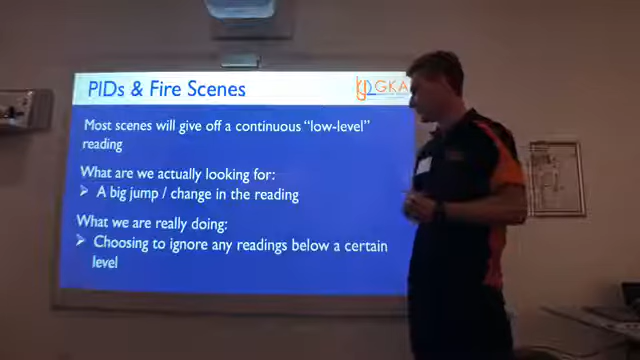 PIDs & Fire Scenes
GKA
Most scenes will give off a continuous “low-level”
reading
What are we actually looking for:
A big jump / change in the reading
What we are really doing:
Choosing to ignore any readings below a certain
level